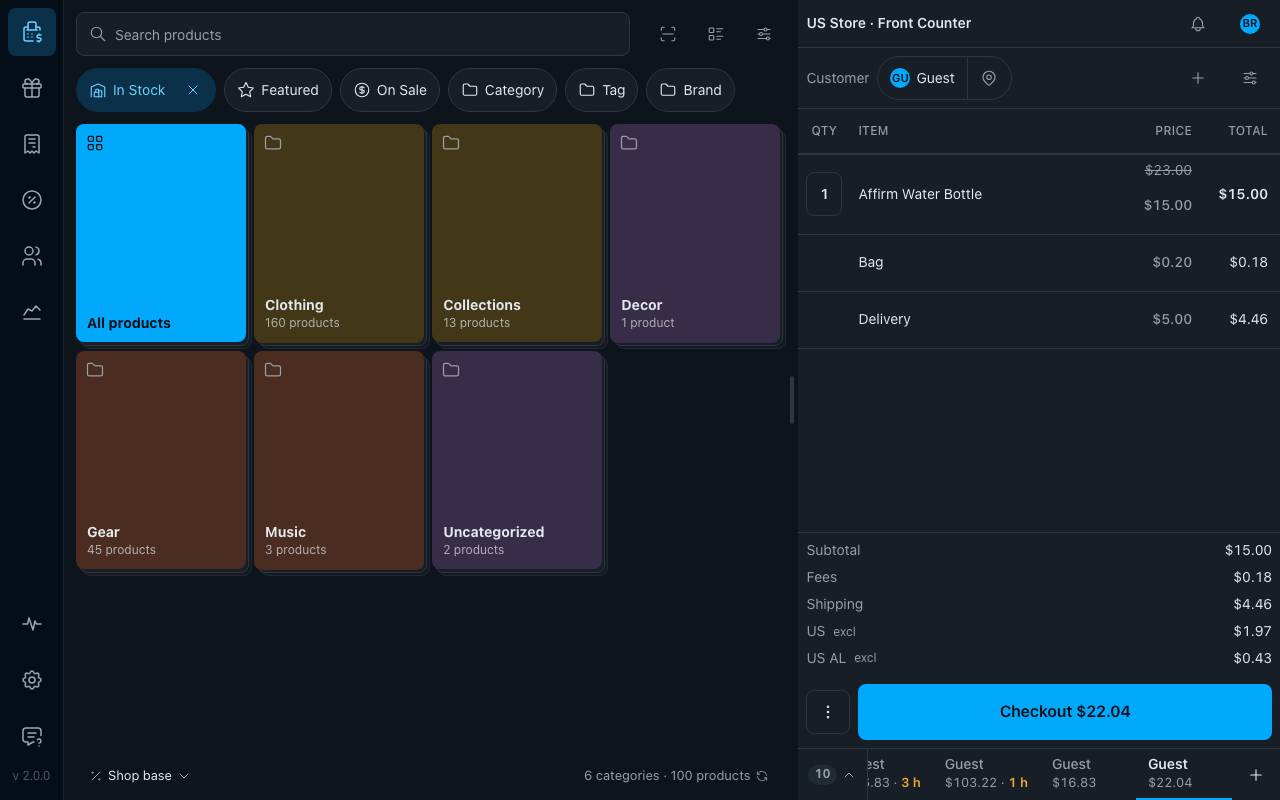 Search products
In Stock
Featured
On Sale
Category
Tag
Brand
All products
Clothing
160 products
Collections
13 products
Decor
1 product
Gear
45 products
Music
3 products
Uncategorized
2 products
v 2.0.0
Shop base
6 categories · 100 products
US Store · Front Counter
BR
Customer
GU Guest
QTY ITEM PRICE TOTAL
$23.00
1 Affirm Water Bottle $15.00 $15.00
Bag $0.20 $0.18
Delivery $5.00 $4.46
Subtotal $15.00
Fees $0.18
Shipping $4.46
US excl $1.97
US AL excl $0.43
Checkout $22.04
10
est
.83 · 3 h
Guest
$103.22 · 1 h
Guest
$16.83
Guest
$22.04